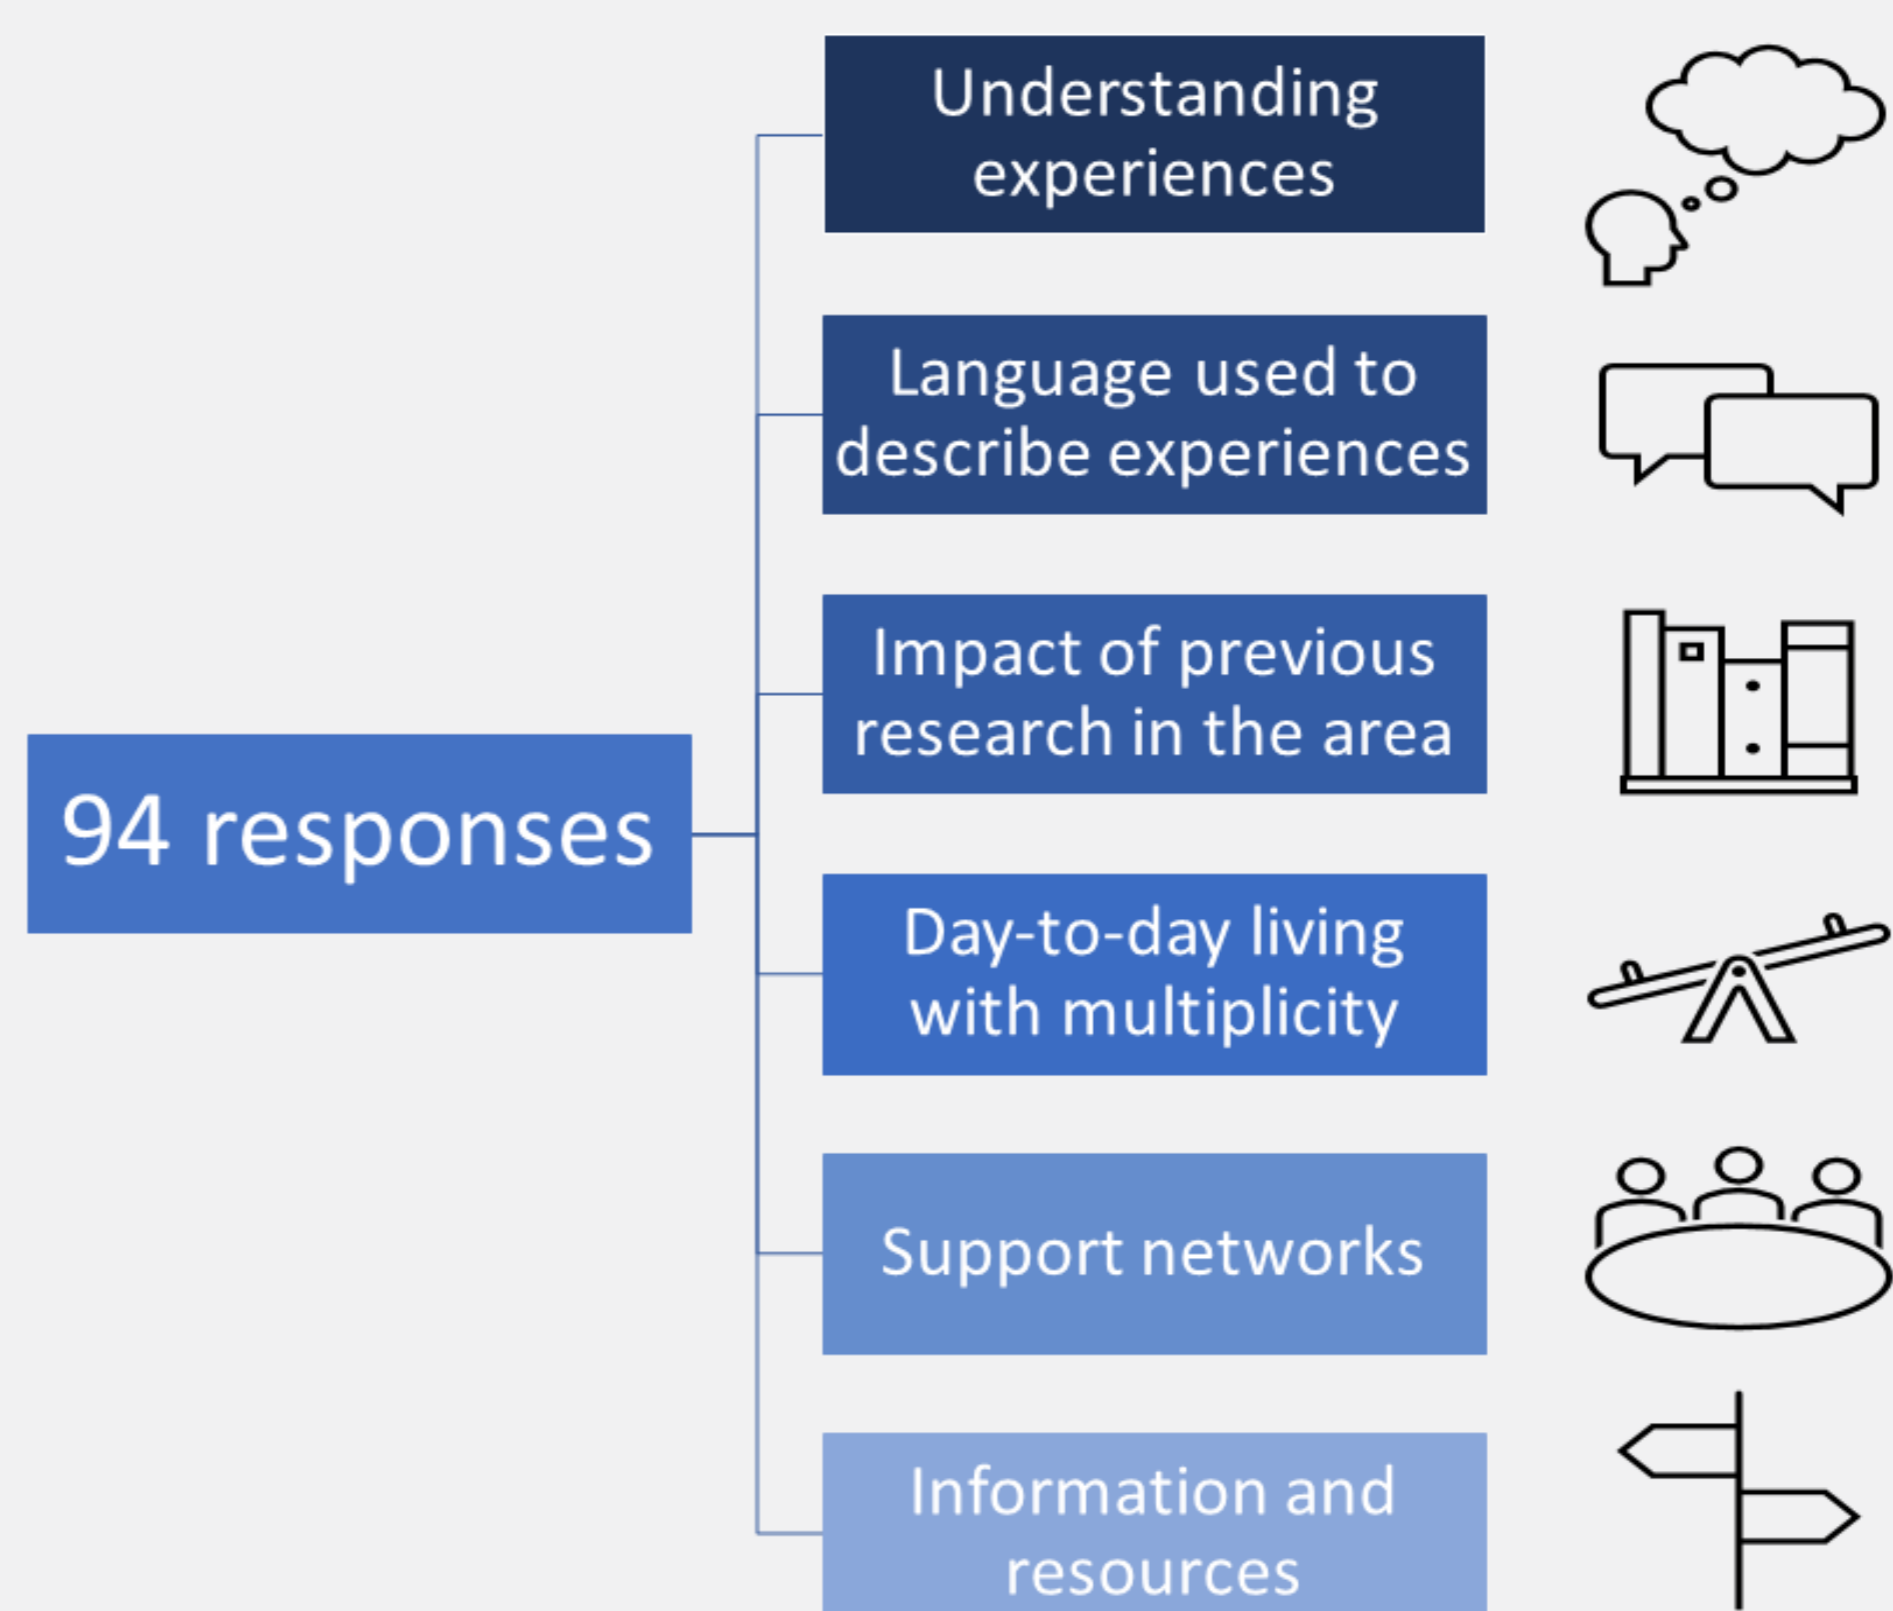 94 responses
Understanding
experiences
Language used to
describe experiences
Impact of previous
research in the area
Day-to-day living
with multiplicity
Support networks
Information and
resources